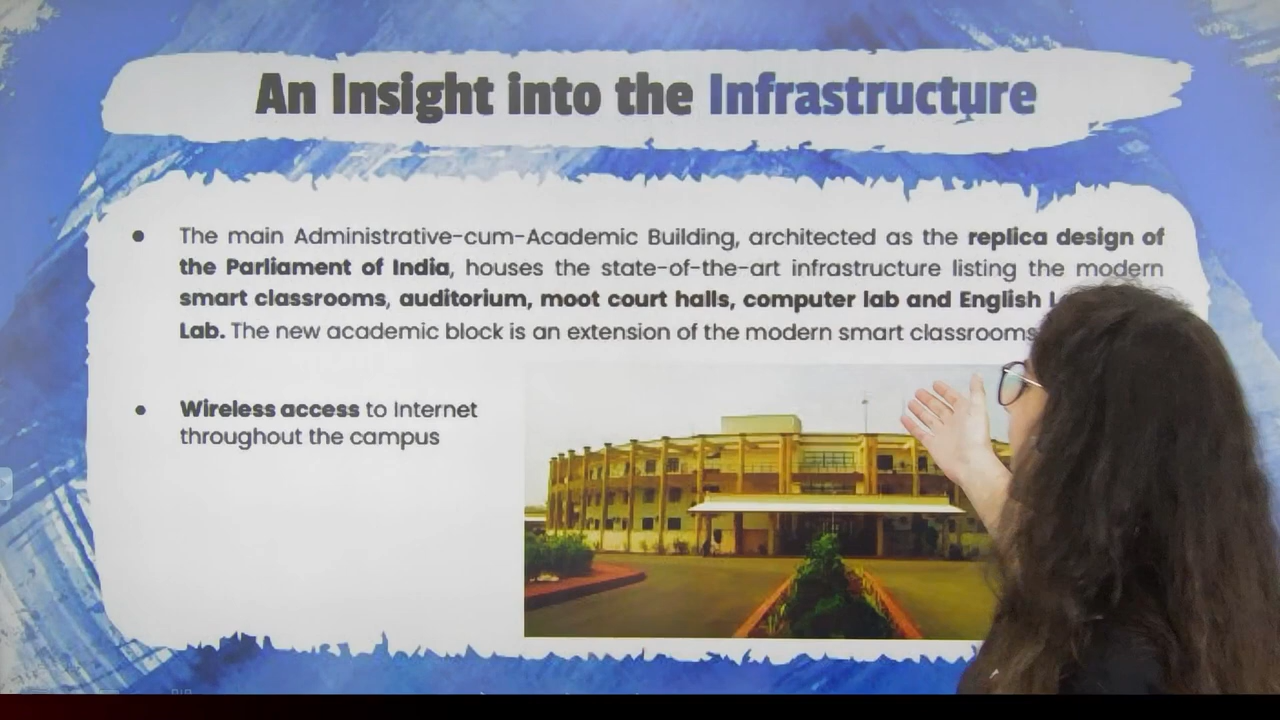 An Insight into the Infrastructure
● The main Administrative-cum-Academic Building, architected as the replica design of
the Parliament of India, houses the state-of-the-art infrastructure listing the modern
smart classrooms, auditorium, moot court halls, computer lab and English
Lab. The new academic block is an extension of the modern smart classrooms
● Wireless access to Internet
throughout the campus